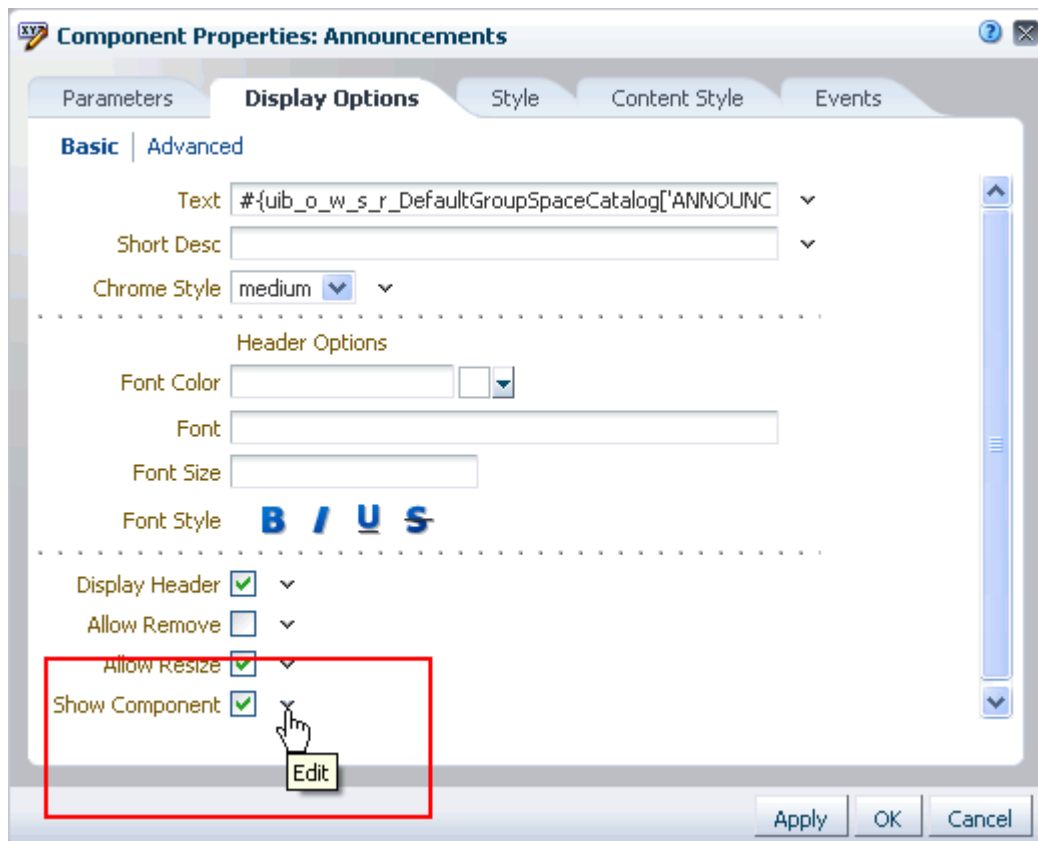 Component Properties: Announcements
Parameters Display Options Style Content Style Events
Basic Advanced
Text #{uib_o_w_s_r_DefaultGroupSpaceCatalog['ANNOUNC
Short Desc
Chrome Style medium
Header Options
Font Color
Font
Font Size
Font Style B I U S
Display Header
Allow Remove
Allow Resize
Show Component
Edit
Apply OK Cancel